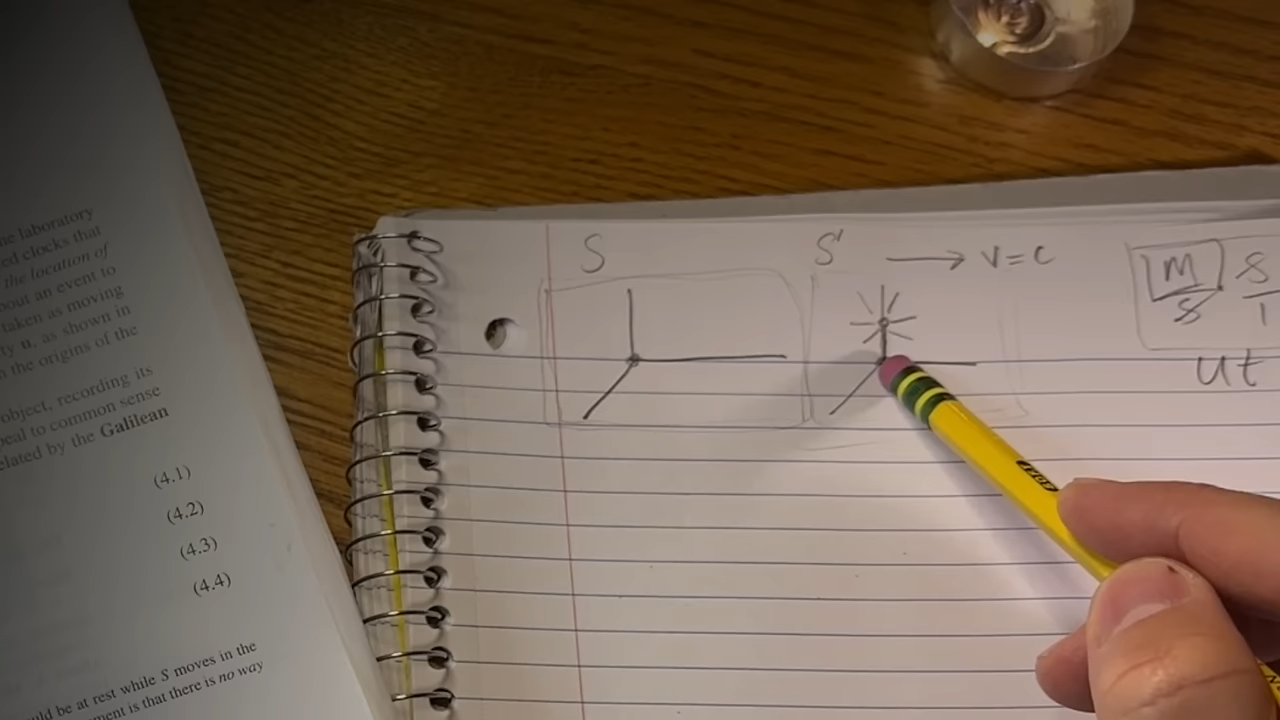 he laboratory
ed clocks that
the location of
bout an event to
taken as moving
ty u, as shown in
n the origins of the
object, recording its
peal to common sense
elated by the Galilean
(4.1)
(4.2)
(4.3)
(4.4)
uld be at rest while S moves in the
ment is that there is no way
S S' → v=c
m
s
ut
BIC